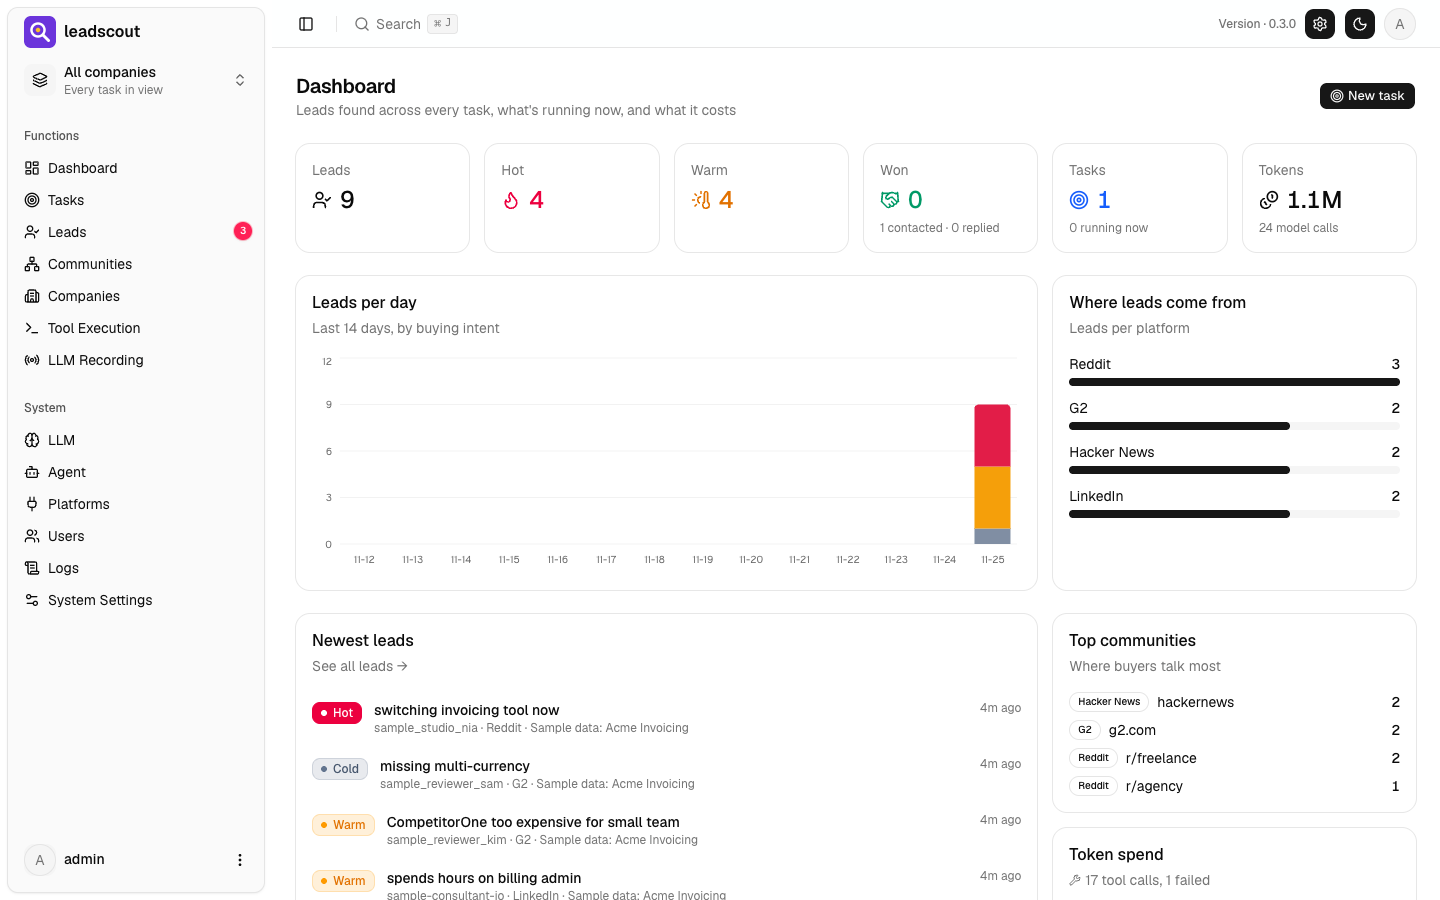 leadscout
All companies
Every task in view
Functions
Dashboard
Tasks
Leads
3
Communities
Companies
Tool Execution
LLM Recording
System
LLM
Agent
Platforms
Users
Logs
System Settings
A
admin
Search
⌘ J
Version · 0.3.0
A
Dashboard
Leads found across every task, what's running now, and what it costs
New task
Leads
9
Hot
4
Warm
4
Won
0
1 contacted · 0 replied
Tasks
1
0 running now
Tokens
1.1M
24 model calls
Leads per day
Last 14 days, by buying intent
12
9
6
3
0
11-12
11-13
11-14
11-15
11-16
11-17
11-18
11-19
11-20
11-21
11-22
11-23
11-24
11-25
Where leads come from
Leads per platform
Reddit 3
G2 2
Hacker News 2
LinkedIn 2
Newest leads
See all leads →
Hot switching invoicing tool now 4m ago
sample_studio_nia · Reddit · Sample data: Acme Invoicing
Cold missing multi-currency 4m ago
sample_reviewer_sam · G2 · Sample data: Acme Invoicing
Warm CompetitorOne too expensive for small team 4m ago
sample_reviewer_kim · G2 · Sample data: Acme Invoicing
Warm spends hours on billing admin 4m ago
sample-consultant-jo · LinkedIn · Sample data: Acme Invoicing
Top communities
Where buyers talk most
Hacker News hackernews 2
G2 g2.com 2
Reddit r/freelance 2
Reddit r/agency 1
Token spend
17 tool calls, 1 failed